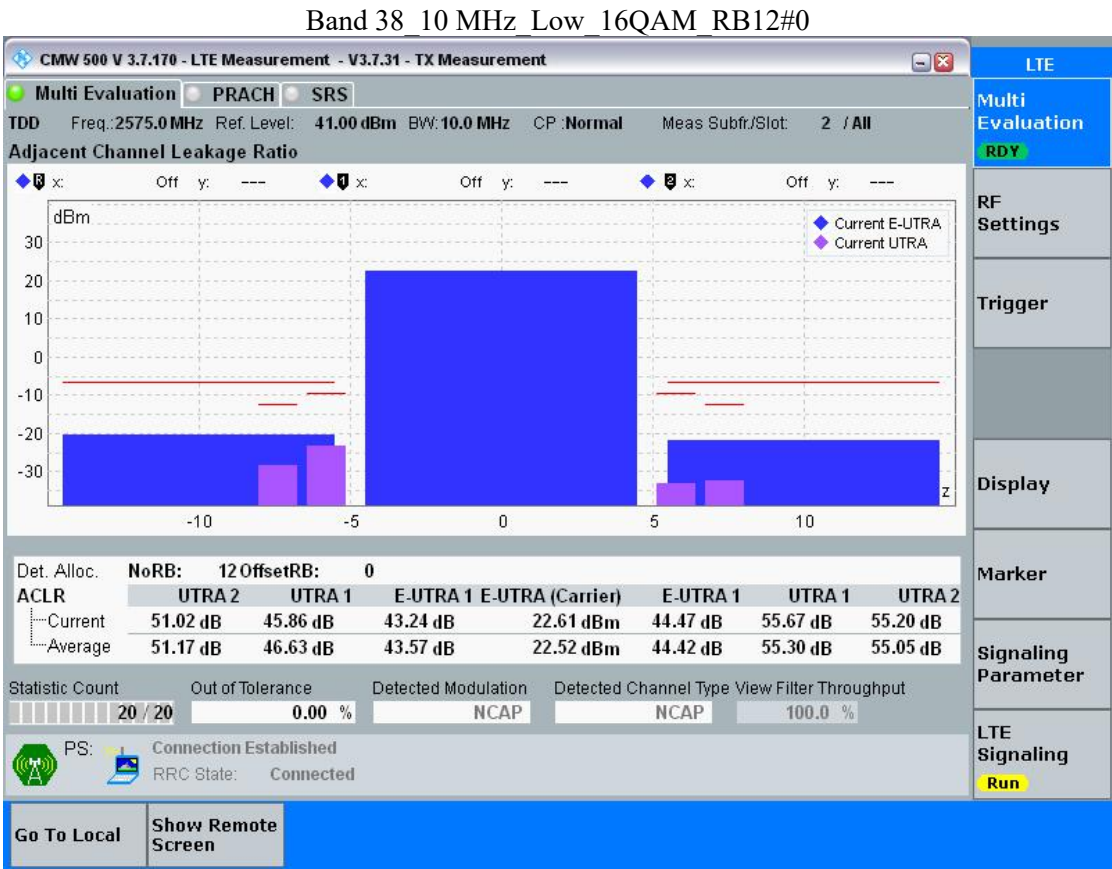 Band 38_10 MHz_Low_16QAM_RB12#0
CMW 500 V 3.7.170 - LTE Measurement - V3.7.31 - TX Measurement
LTE
Multi Evaluation PRACH SRS
Multi Evaluation
RDY
TDD Freq.:2575.0 MHz Ref. Level: 41.00 dBm BW: 10.0 MHz CP :Normal Meas Subfr./Slot: 2 / All
Adjacent Channel Leakage Ratio
R x: Off y: --- 1 x: Off y: --- 2 x: Off y: ---
dBm
Current E-UTRA
Current UTRA
30
20
10
0
-10
-20
-30
z
-10 -5 0 5 10
RF Settings
Trigger
Display
Marker
Signaling Parameter
LTE Signaling
Run
Det. Alloc. NoRB: 12 OffsetRB: 0
ACLR UTRA 2 UTRA 1 E-UTRA 1 E-UTRA (Carrier) E-UTRA 1 UTRA 1 UTRA 2
Current 51.02 dB 45.86 dB 43.24 dB 22.61 dBm 44.47 dB 55.67 dB 55.20 dB
Average 51.17 dB 46.63 dB 43.57 dB 22.52 dBm 44.42 dB 55.30 dB 55.05 dB
Statistic Count Out of Tolerance Detected Modulation Detected Channel Type View Filter Throughput
20 / 20 0.00 % NCAP NCAP 100.0 %
PS: Connection Established
RRC State: Connected
Go To Local
Show Remote Screen